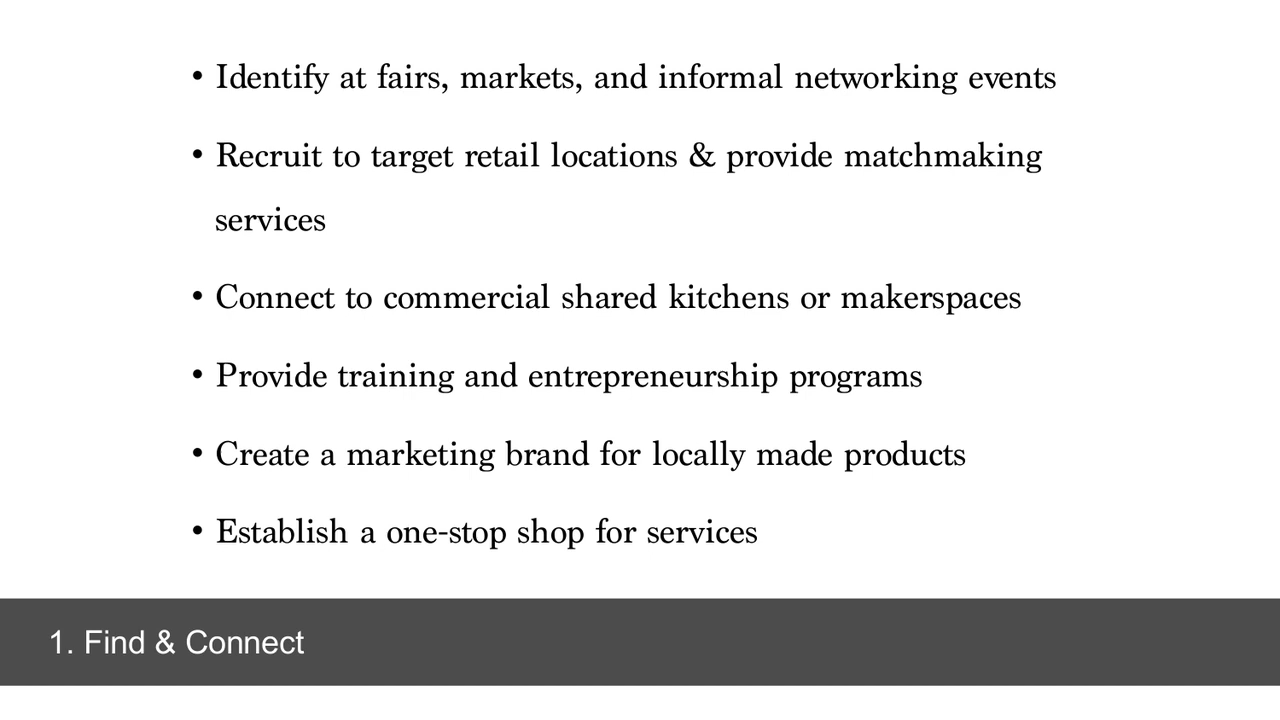 • Identify at fairs, markets, and informal networking events
• Recruit to target retail locations & provide matchmaking
services
• Connect to commercial shared kitchens or makerspaces
• Provide training and entrepreneurship programs
• Create a marketing brand for locally made products
• Establish a one-stop shop for services
1. Find & Connect